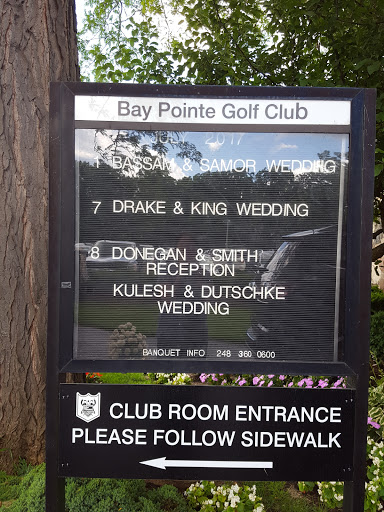 Bay Pointe Golf Club
2017
1 BASSAM & SAMOR WEDDING
7 DRAKE & KING WEDDING
8 DONEGAN & SMITH
RECEPTION
KULESH & DUTSCHKE
WEDDING
BANQUET INFO 248 360 0600
CLUB ROOM ENTRANCE
PLEASE FOLLOW SIDEWALK